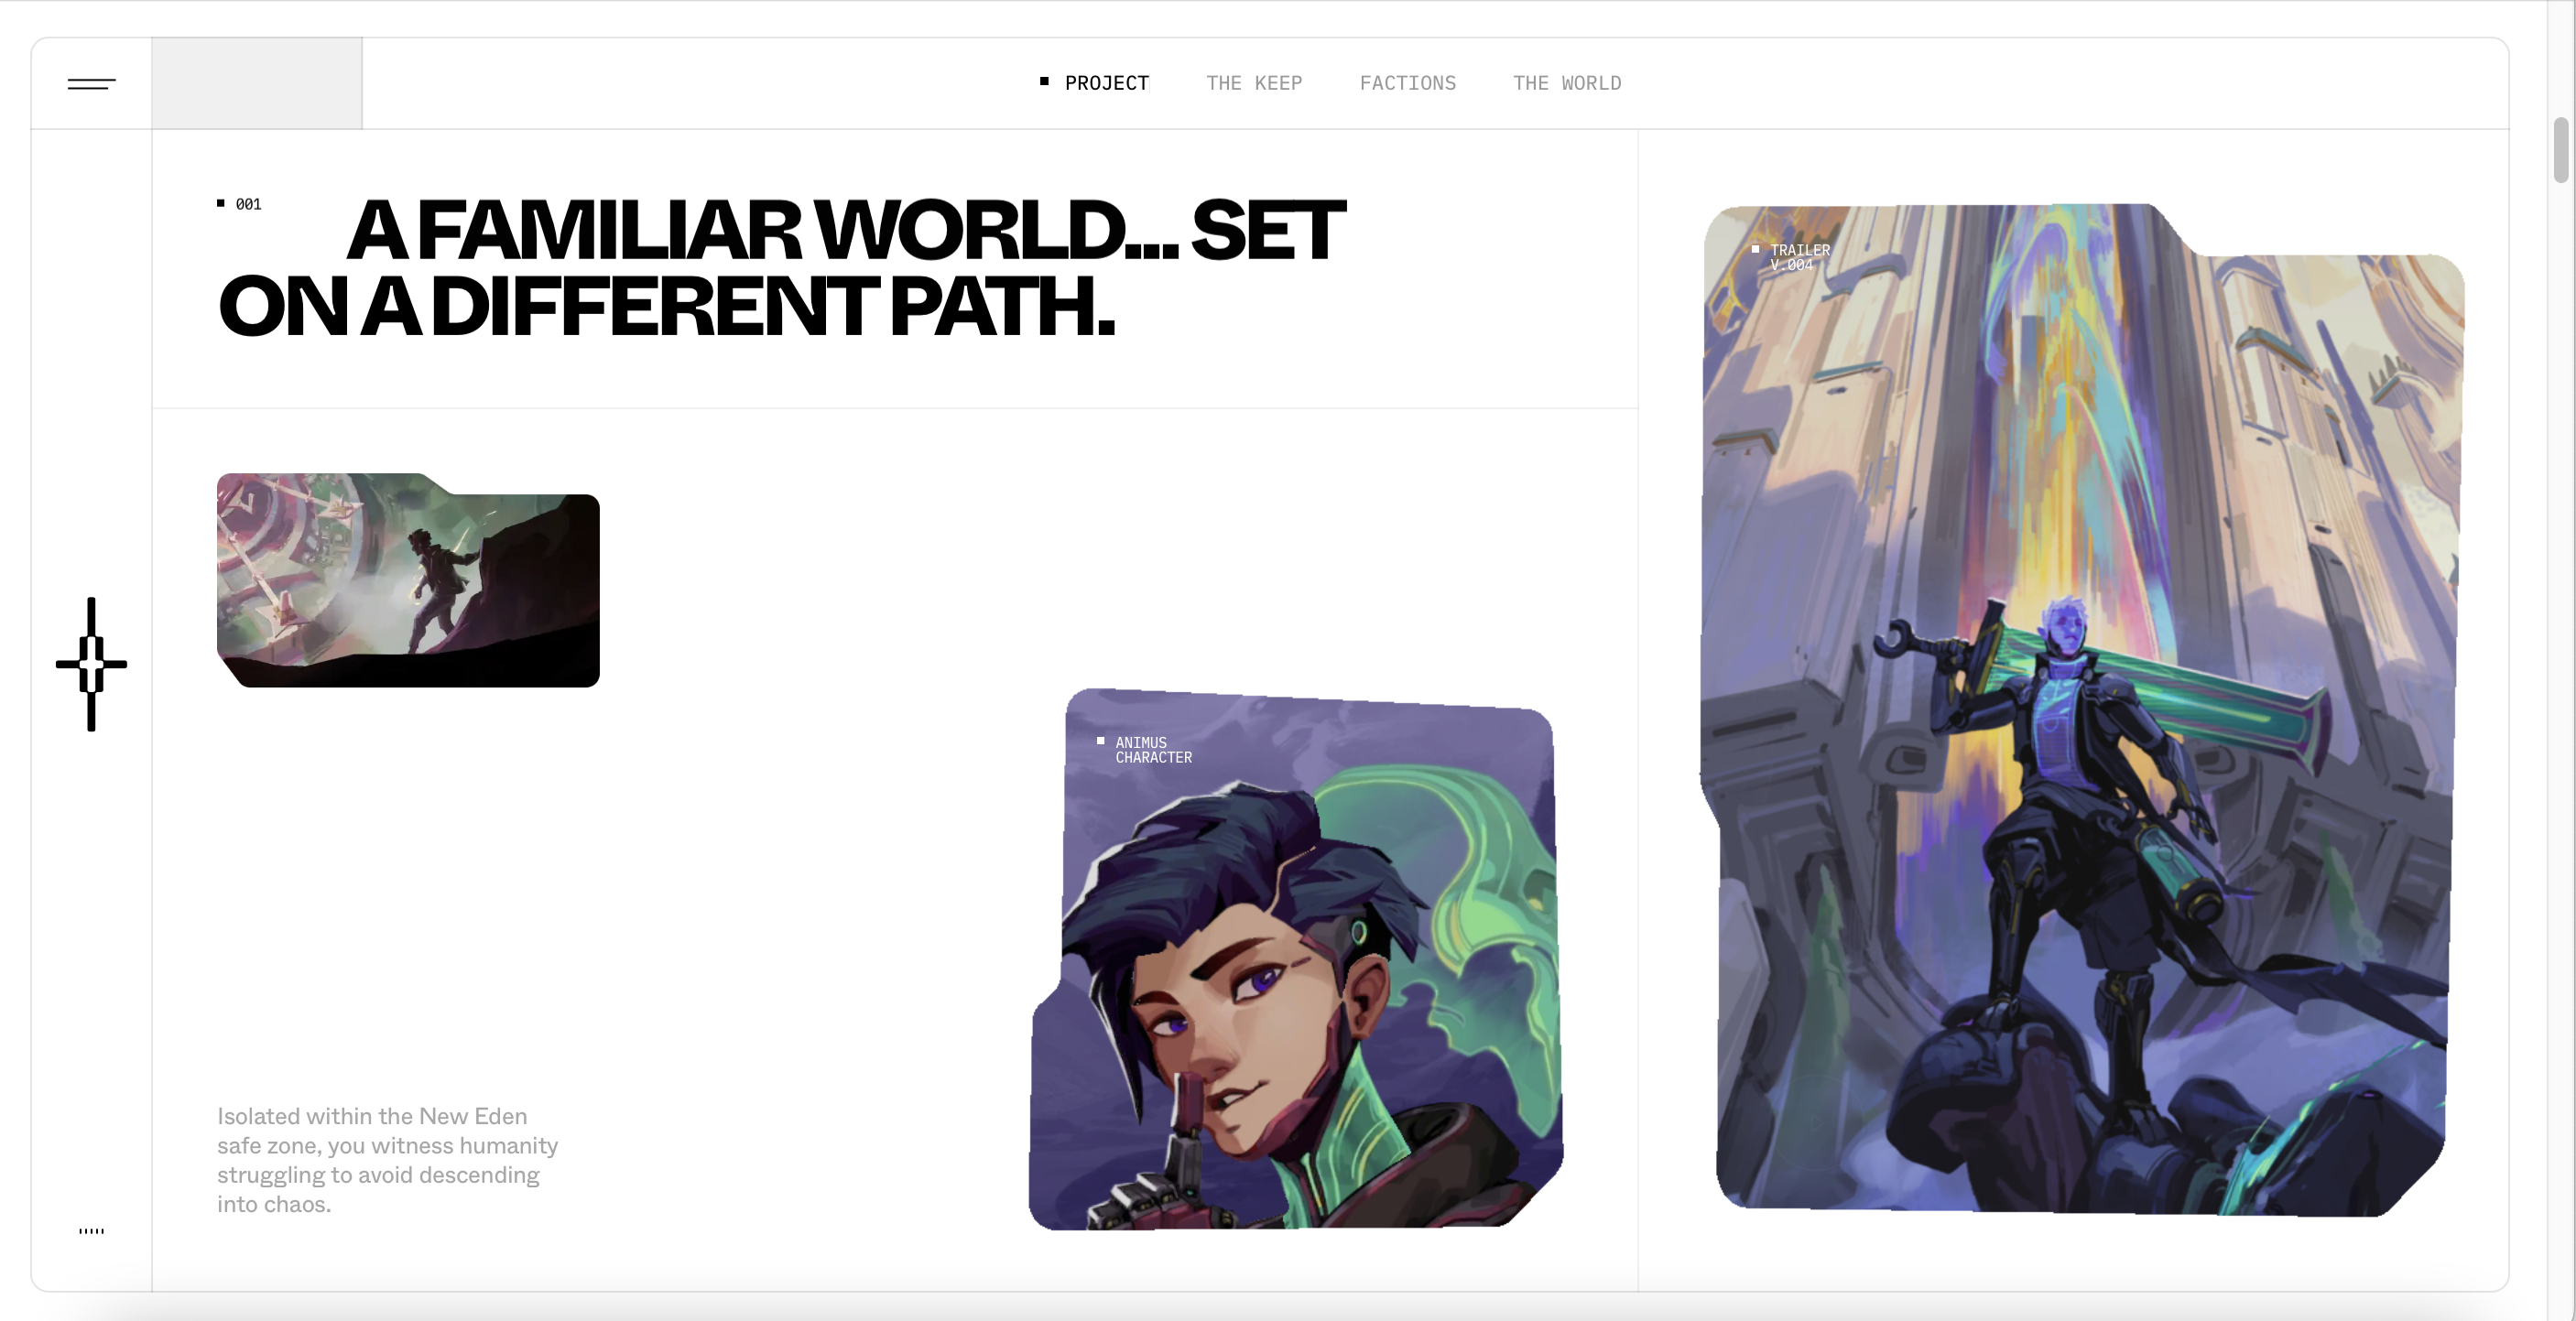 PROJECT
THE KEEP
FACTIONS
THE WORLD
001
A FAMILIAR WORLD... SET
ON A DIFFERENT PATH.
TRAILER
V.004
ANIMUS
CHARACTER
Isolated within the New Eden
safe zone, you witness humanity
struggling to avoid descending
into chaos.